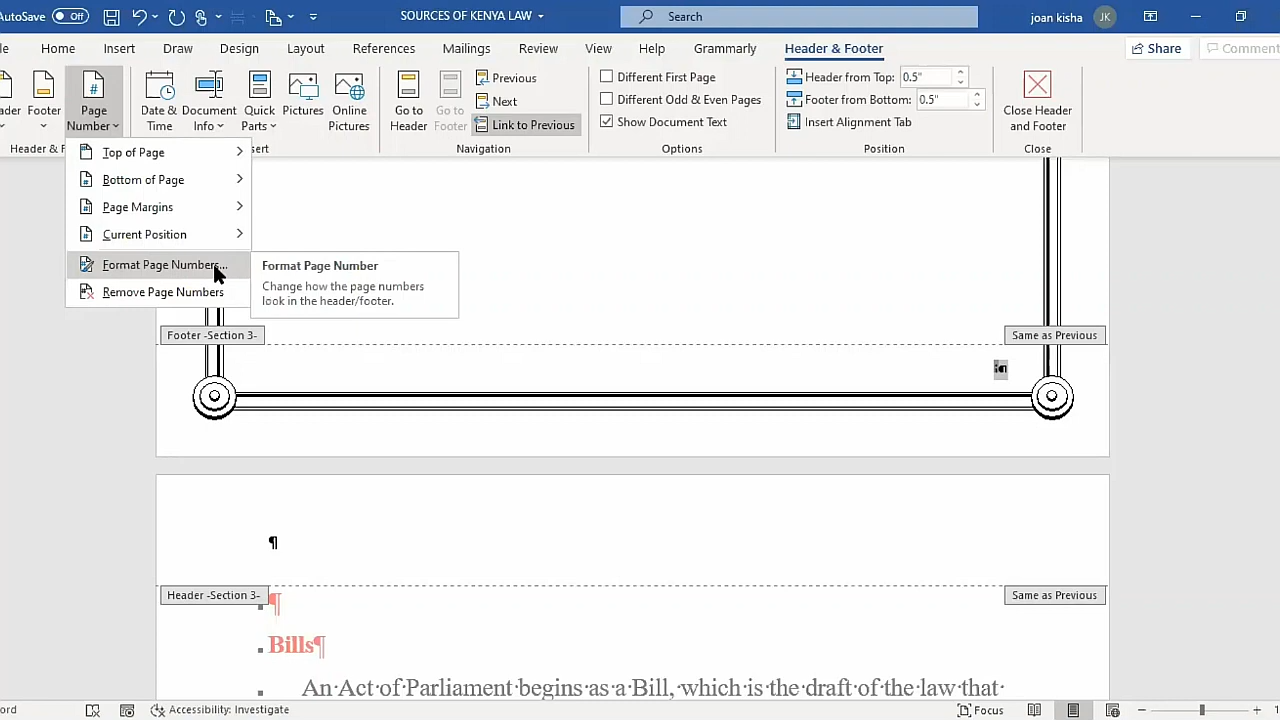 AutoSave Off SOURCES OF KENYA LAW Search joan kisha JK
Home Insert Draw Design Layout References Mailings Review View Help Grammarly Header & Footer Share Comment
Footer Page Number Date & Time Document Info Quick Parts Pictures Online Pictures Go to Header Go to Footer Previous Next Link to Previous
Different First Page
Different Odd & Even Pages
Show Document Text
Header from Top: 0.5"
Footer from Bottom: 0.5"
Insert Alignment Tab
Close Header and Footer
Header & F Navigation Options Position Close
Top of Page
Bottom of Page
Page Margins
Current Position
Format Page Numbers...
Remove Page Numbers
Format Page Number
Change how the page numbers
look in the header/footer.
Footer -Section 3- Same as Previous
i¶
¶
Header -Section 3- Same as Previous
¶
Bills¶
An·Act·of·Parliament·begins·as·a·Bill,·which·is·the·draft·of·the·law·that·
Accessibility: Investigate Focus